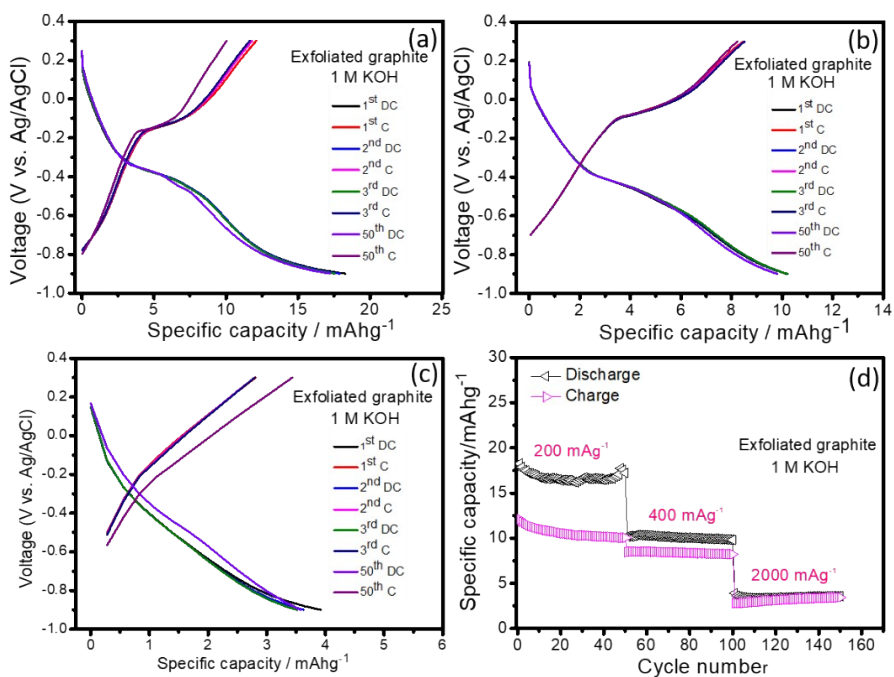 (a)
Exfoliated graphite
1 M KOH
1st DC
1st C
2nd DC
2nd C
3rd DC
3rd C
50th DC
50th C
Voltage (V vs. Ag/AgCl)
0.4
0.2
0.0
-0.2
-0.4
-0.6
-0.8
-1.0
0 5 10 15 20 25
Specific capacity / mAhg-1
(b)
Exfoliated graphite
1 M KOH
1st DC
1st C
2nd DC
2nd C
3rd DC
3rd C
50th DC
50th C
Voltage (V vs. Ag/AgCl)
0.4
0.2
0.0
-0.2
-0.4
-0.6
-0.8
-1.0
0 2 4 6 8 10 12 14
Specific capacity / mAhg-1
(c)
Exfoliated graphite
1 M KOH
1st DC
1st C
2nd DC
2nd C
3rd DC
3rd C
50th DC
50th C
Voltage (V vs. Ag/AgCl)
0.4
0.2
0.0
-0.2
-0.4
-0.6
-0.8
-1.0
0 1 2 3 4 5 6
Specific capacity / mAhg-1
(d)
Discharge
Charge
Exfoliated graphite
1 M KOH
200 mAg-1
400 mAg-1
2000 mAg-1
Specific capacity/mAhg-1
30
25
20
15
10
5
0
0 20 40 60 80 100 120 140 160
Cycle number